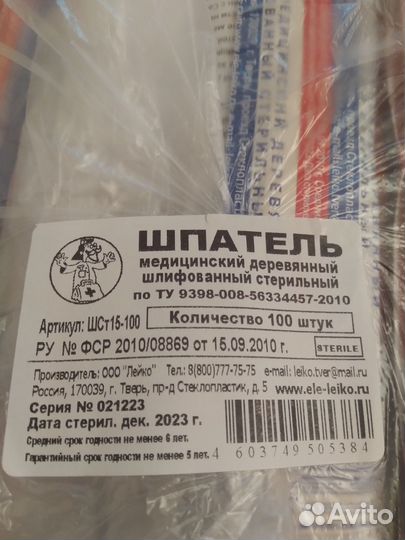 МЕДИЦИНСКИЙ ДЕРЕВЯ
ВАННЫЙ СТЕРИЛЬНЫ
ШПАТЕЛЬ
медицинский деревянный
шлифованный стерильный
по ТУ 9398-008-56334457-2010
Артикул: ШСт15-100
Количество 100 штук
РУ № ФСР 2010/08869 от 15.09.2010 г.
STERILE
Производитель: ООО "Лейко" Тел.: 8(800)777-75-75 e-mail: leiko.tver@mail.ru
Россия, 170039, г. Тверь, пр-д Стеклопластик, д. 5 www.ele-leiko.ru
Серия № 021223
Дата стерил. дек. 2023 г.
Средний срок годности не менее 6 лет.
Гарантийный срок годности не менее 5 лет.
4 603749 505384
Avito